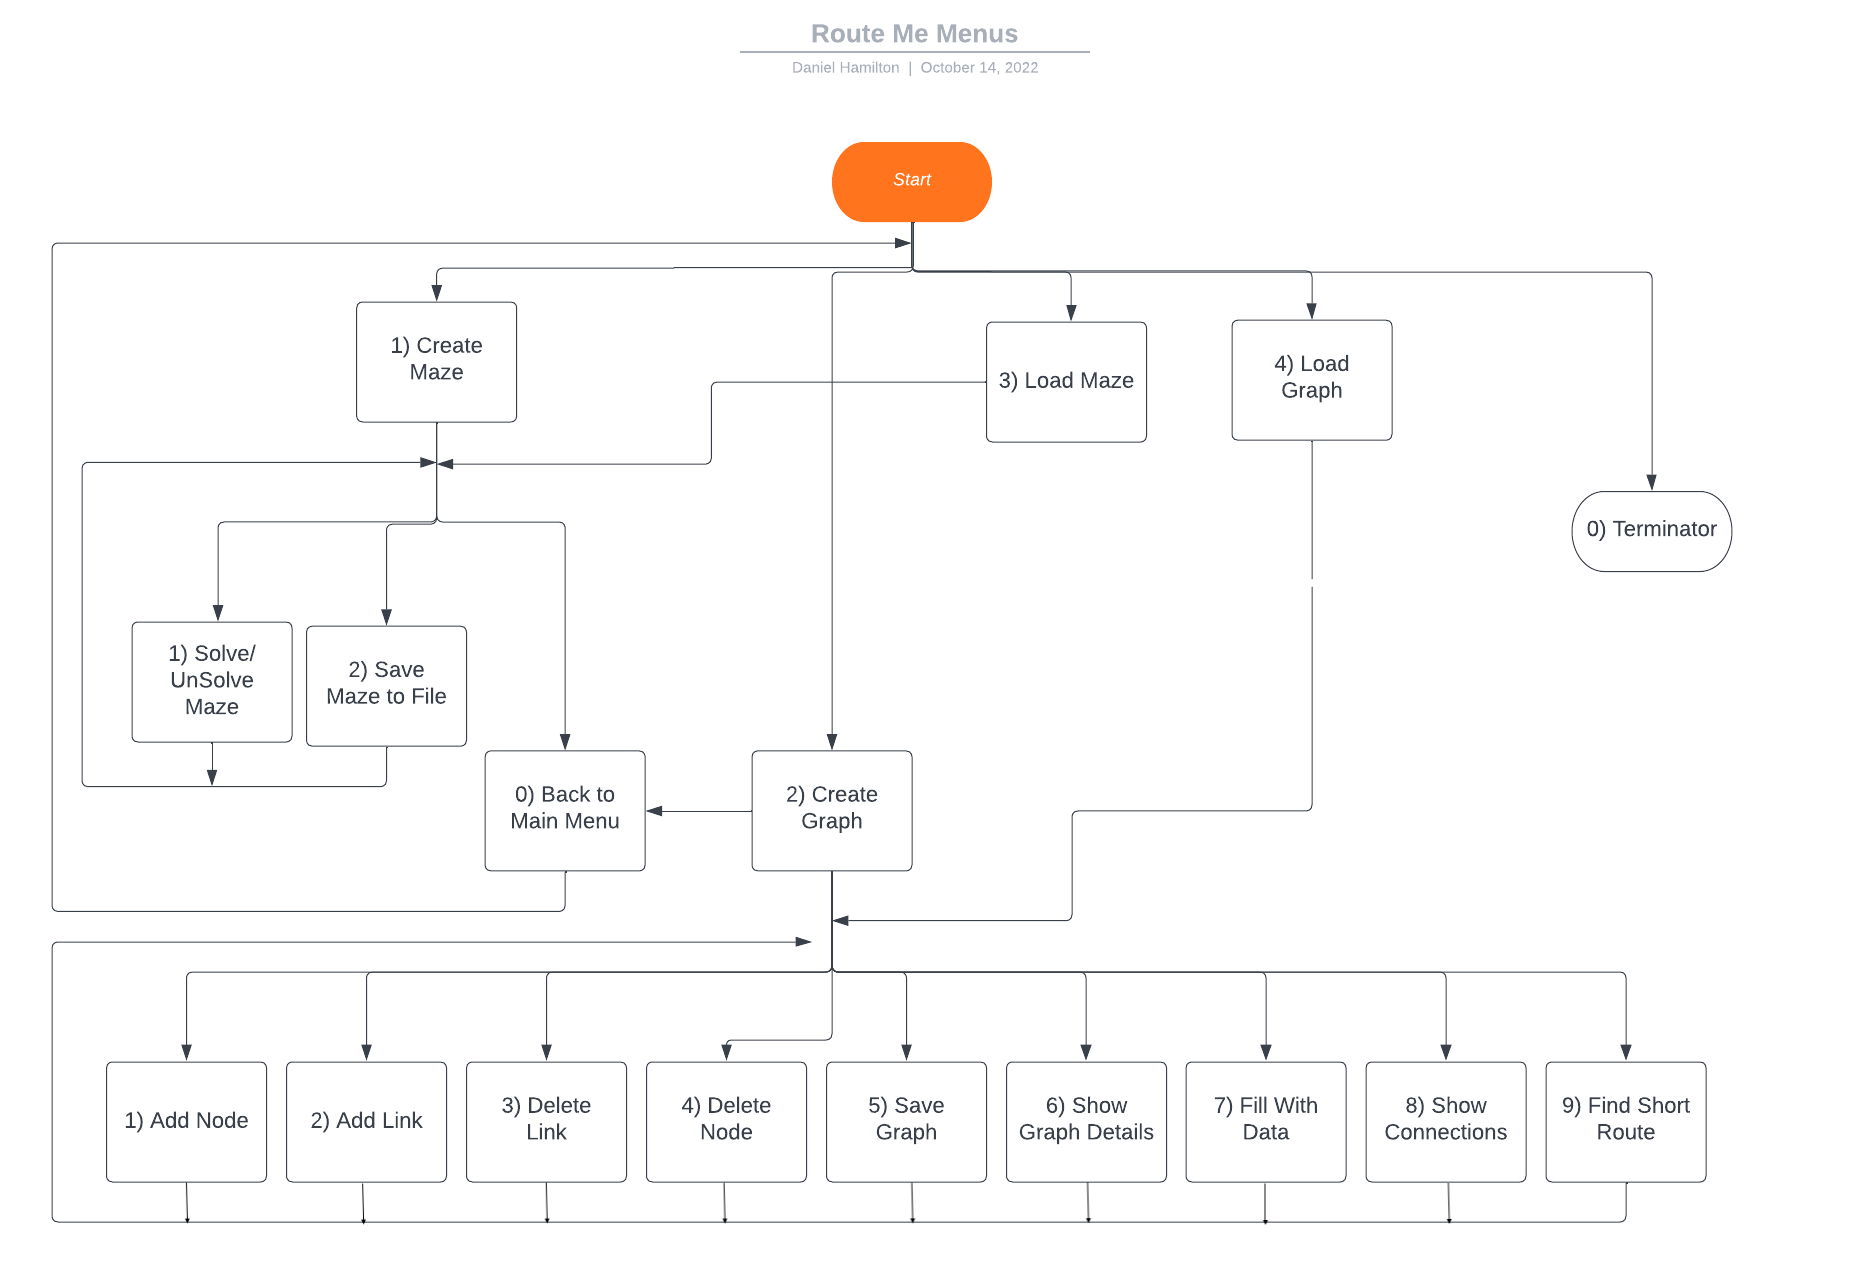 Route Me Menus
Daniel Hamilton | October 14, 2022
Start
1) Create
Maze
3) Load Maze
4) Load
Graph
0) Terminator
1) Solve/
UnSolve
Maze
2) Save
Maze to File
0) Back to
Main Menu
2) Create
Graph
1) Add Node
2) Add Link
3) Delete
Link
4) Delete
Node
5) Save
Graph
6) Show
Graph Details
7) Fill With
Data
8) Show
Connections
9) Find Short
Route